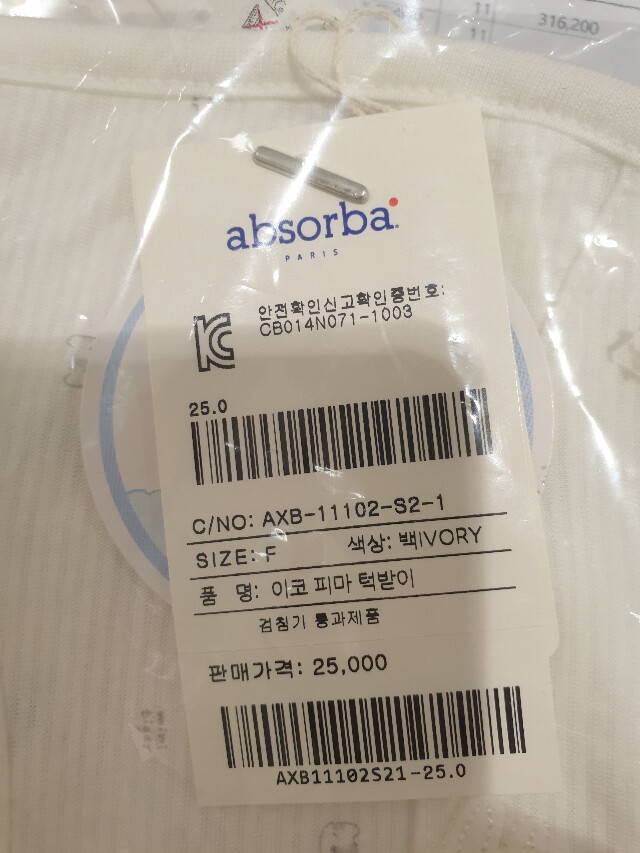 11 316,200
11
absorba
PARIS
안전확인신고확인증번호:
CB014N071-1003
25.0
C/NO: AXB-11102-S2-1
SIZE: F 색상: 백IVORY
품 명: 이코 피마 턱받이
검침기 통과제품
판매가격: 25,000
AXB11102S21-25.0